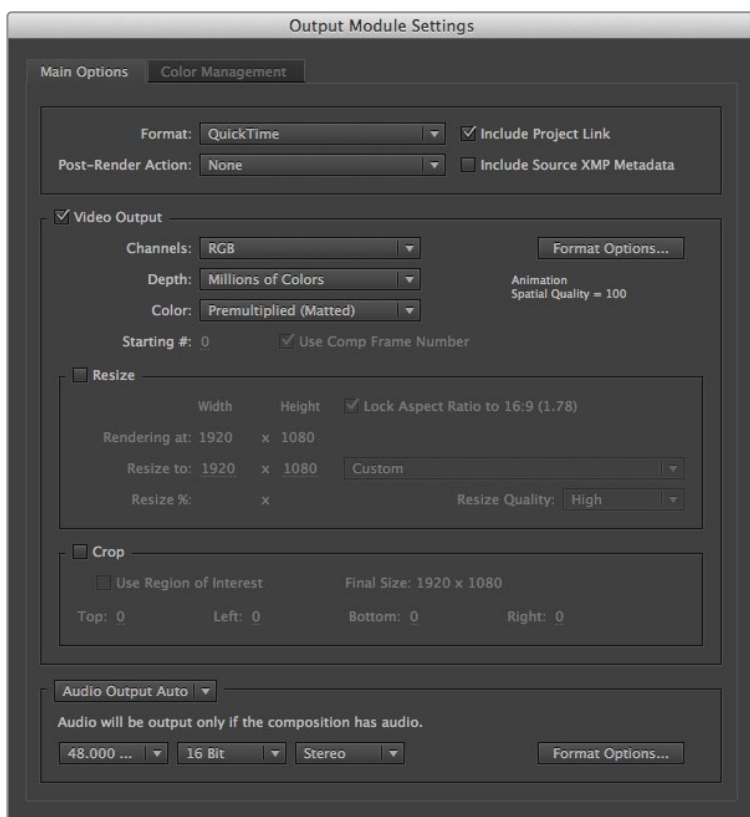 Output Module Settings
Main Options Color Management
Format: QuickTime Include Project Link
Post-Render Action: None Include Source XMP Metadata
Video Output
Channels: RGB Format Options...
Depth: Millions of Colors Animation
Spatial Quality = 100
Color: Premultiplied (Matted)
Starting #: 0 Use Comp Frame Number
Resize
Width Height Lock Aspect Ratio to 16:9 (1.78)
Rendering at: 1920 x 1080
Resize to: 1920 x 1080 Custom
Resize %: x Resize Quality: High
Crop
Use Region of Interest Final Size: 1920 x 1080
Top: 0 Left: 0 Bottom: 0 Right: 0
Audio Output Auto
Audio will be output only if the composition has audio.
48.000 ... 16 Bit Stereo Format Options...